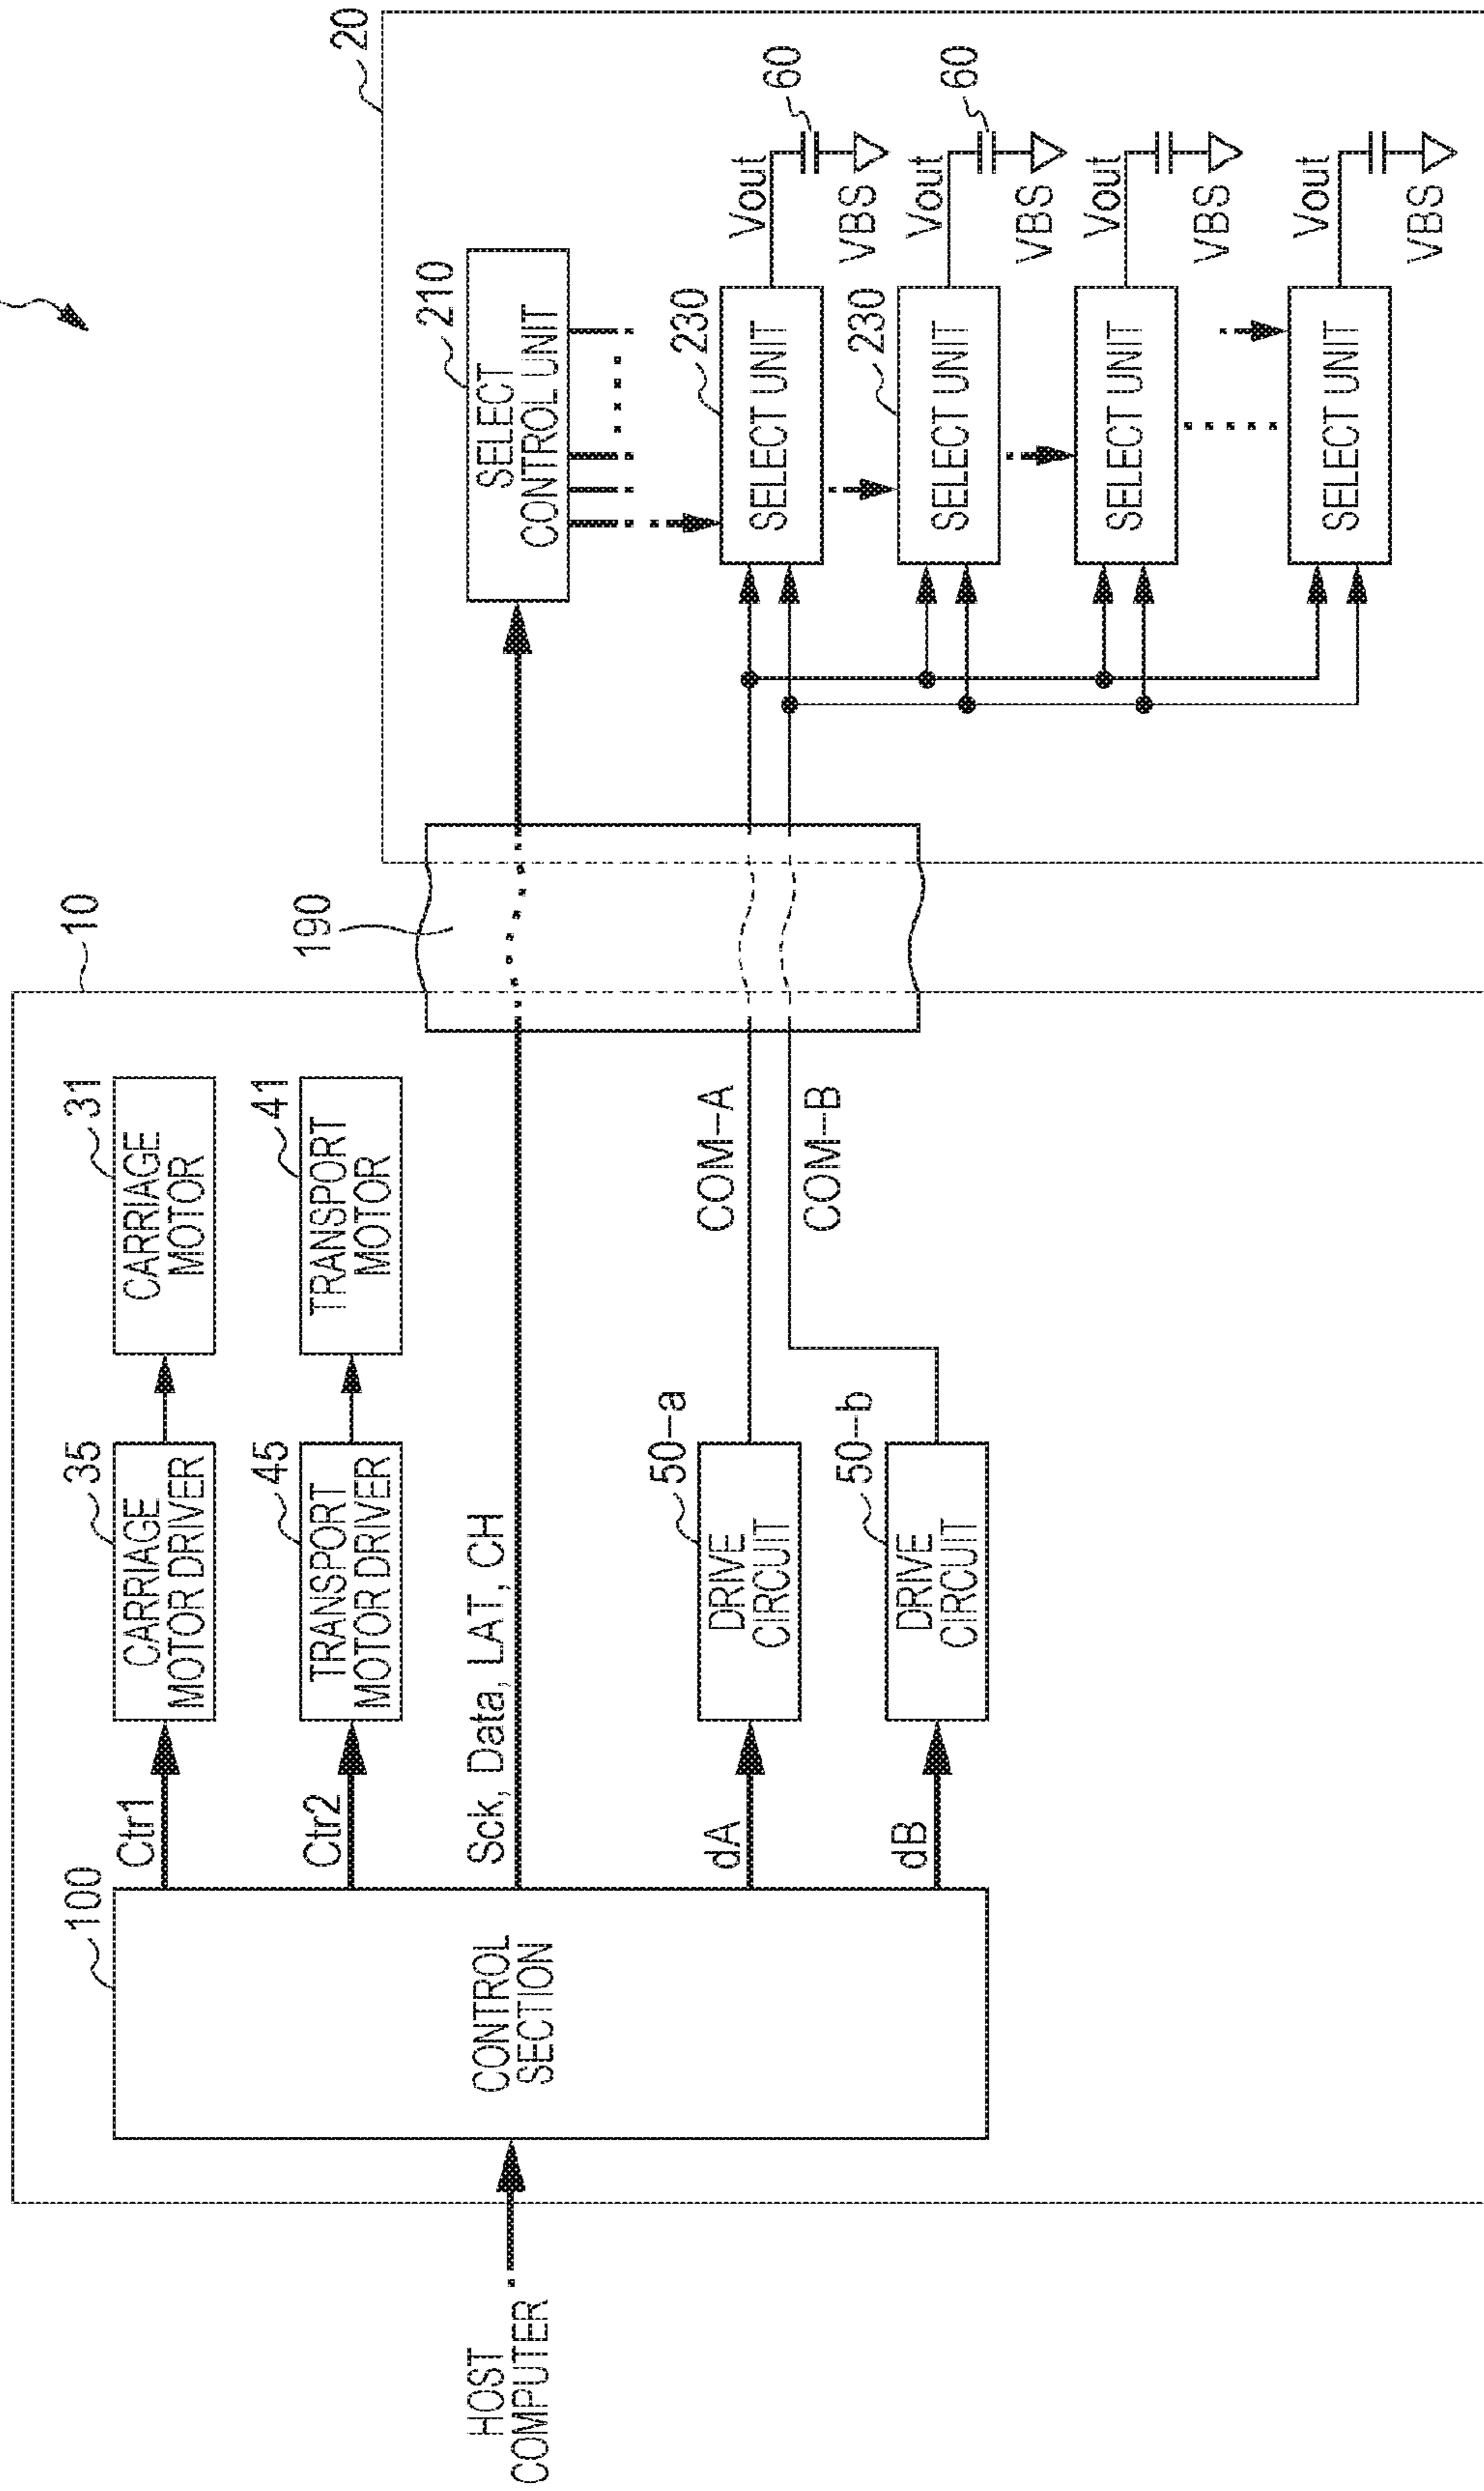 10
100
Ctr1
35
CARRIAGE
MOTOR DRIVER
31
CARRIAGE
MOTOR
Ctr2
45
TRANSPORT
MOTOR DRIVER
41
TRANSPORT
MOTOR
HOST
COMPUTER
CONTROL
SECTION
Sck, Data, LAT, CH
190
dA
50-a
DRIVE
CIRCUIT
COM-A
dB
50-b
DRIVE
CIRCUIT
COM-B
20
210
SELECT
CONTROL UNIT
230
SELECT UNIT
Vout
60
VBS
230
SELECT UNIT
Vout
60
VBS
SELECT UNIT
Vout
VBS
SELECT UNIT
Vout
VBS